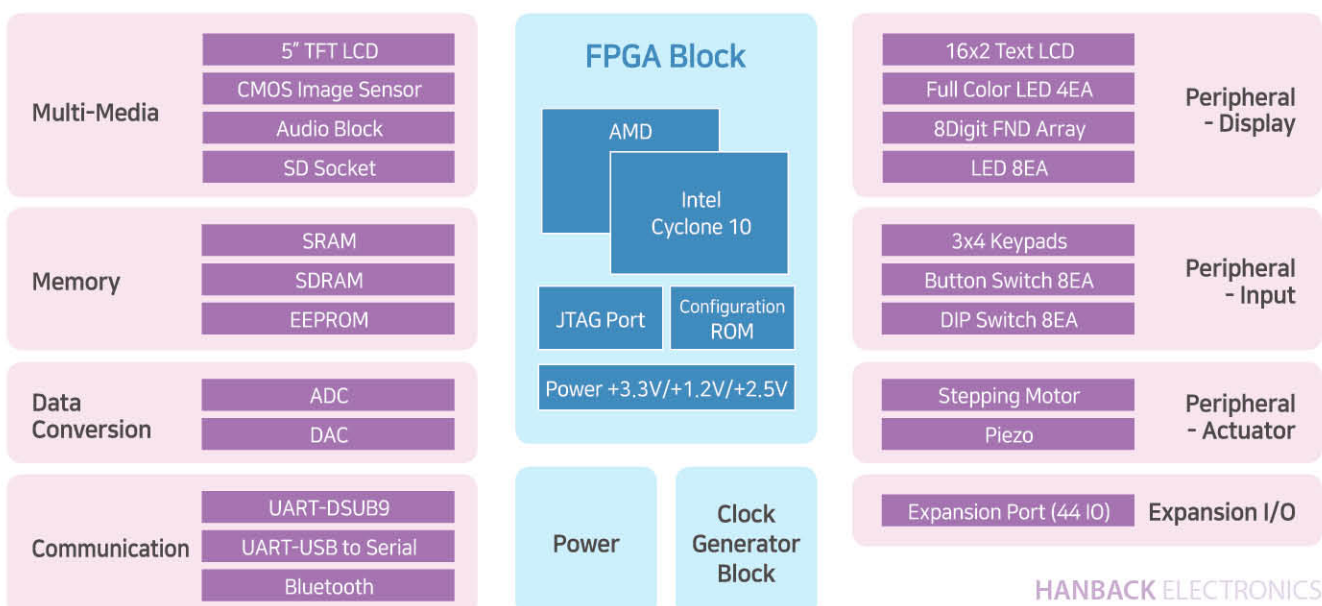 Multi-Media
5" TFT LCD
CMOS Image Sensor
Audio Block
SD Socket
Memory
SRAM
SDRAM
EEPROM
Data
Conversion
ADC
DAC
Communication
UART-DSUB9
UART-USB to Serial
Bluetooth
FPGA Block
AMD
Intel
Cyclone 10
JTAG Port
Configuration
ROM
Power +3.3V/+1.2V/+2.5V
Power
Clock
Generator
Block
16x2 Text LCD
Full Color LED 4EA
8Digit FND Array
LED 8EA
Peripheral
- Display
3x4 Keypads
Button Switch 8EA
DIP Switch 8EA
Peripheral
- Input
Stepping Motor
Piezo
Peripheral
- Actuator
Expansion Port (44 IO)
Expansion I/O
HANBACK ELECTRONICS